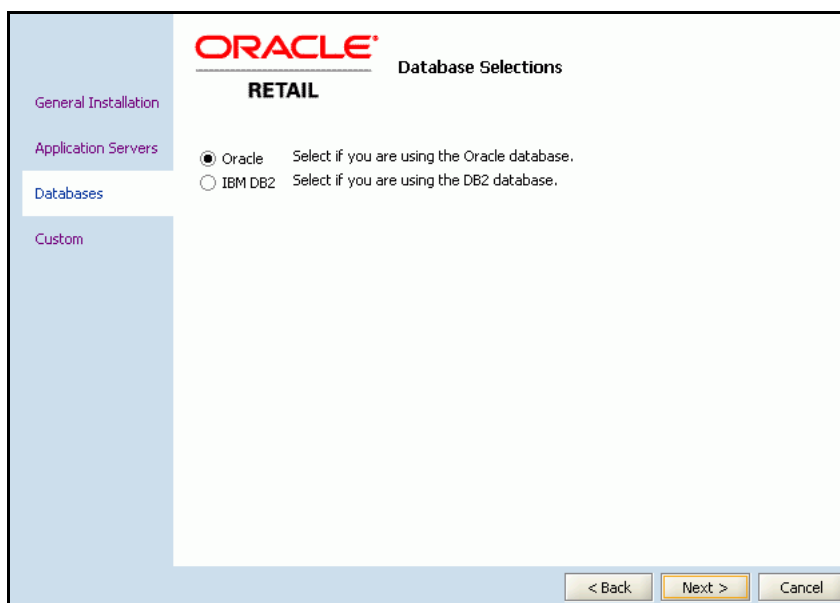 ORACLE®
RETAIL
Database Selections
General Installation
Application Servers
Databases
Custom
Oracle Select if you are using the Oracle database.
IBM DB2 Select if you are using the DB2 database.
< Back Next > Cancel